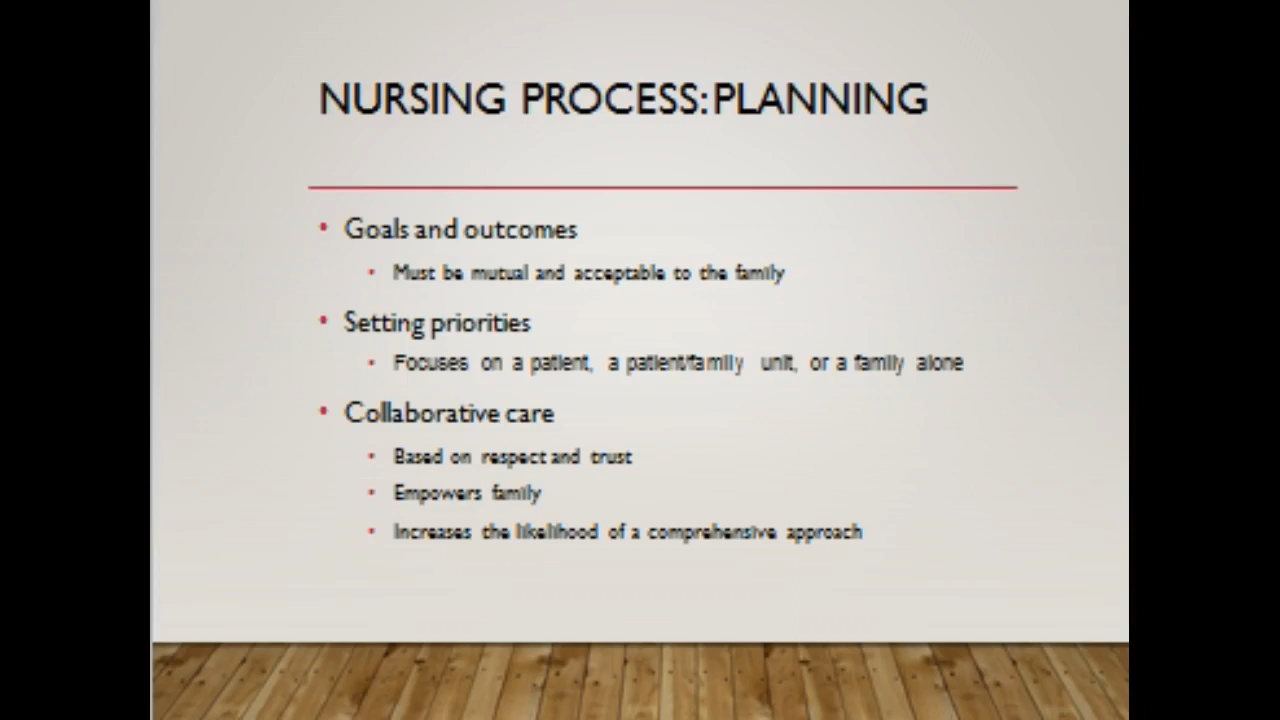 NURSING PROCESS:PLANNING
• Goals and outcomes
• Must be mutual and acceptable to the family
• Setting priorities
• Focuses on a patient, a patient/family unit, or a family alone
• Collaborative care
• Based on respect and trust
• Empowers family
• Increases the likelihood of a comprehensive approach